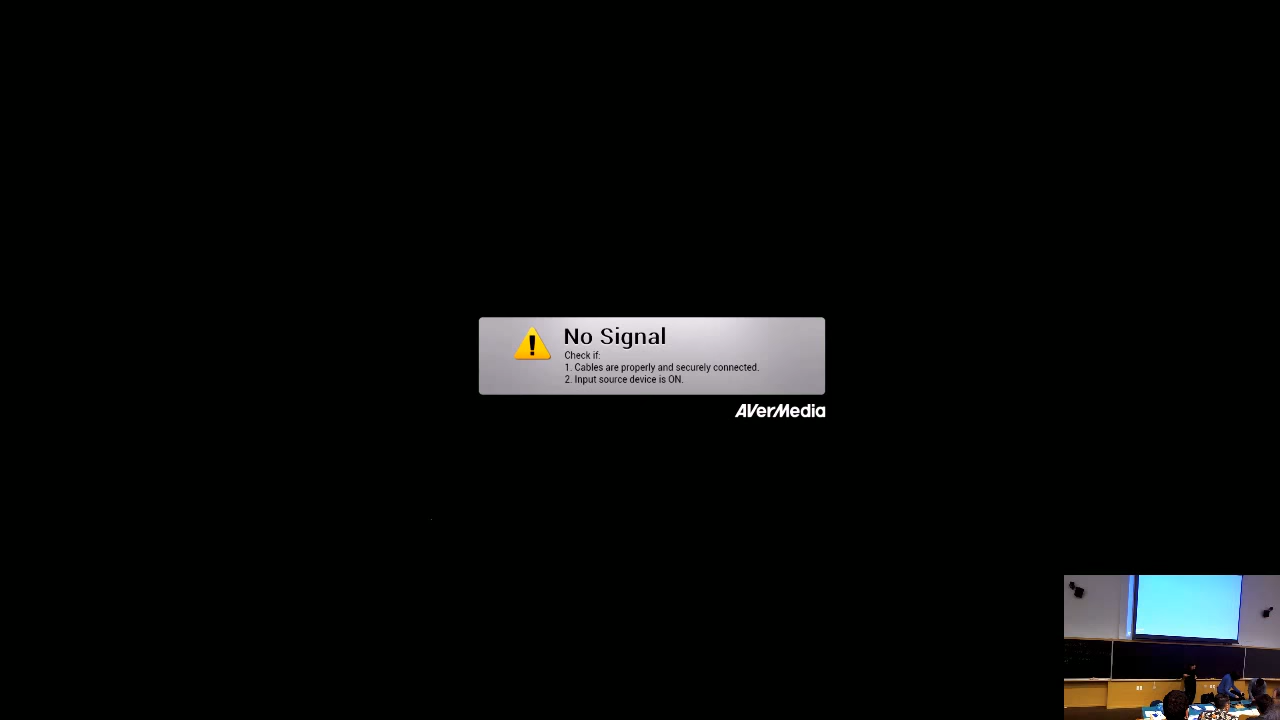 No Signal
Check if:
1. Cables are properly and securely connected.
2. Input source device is ON.
AVerMedia